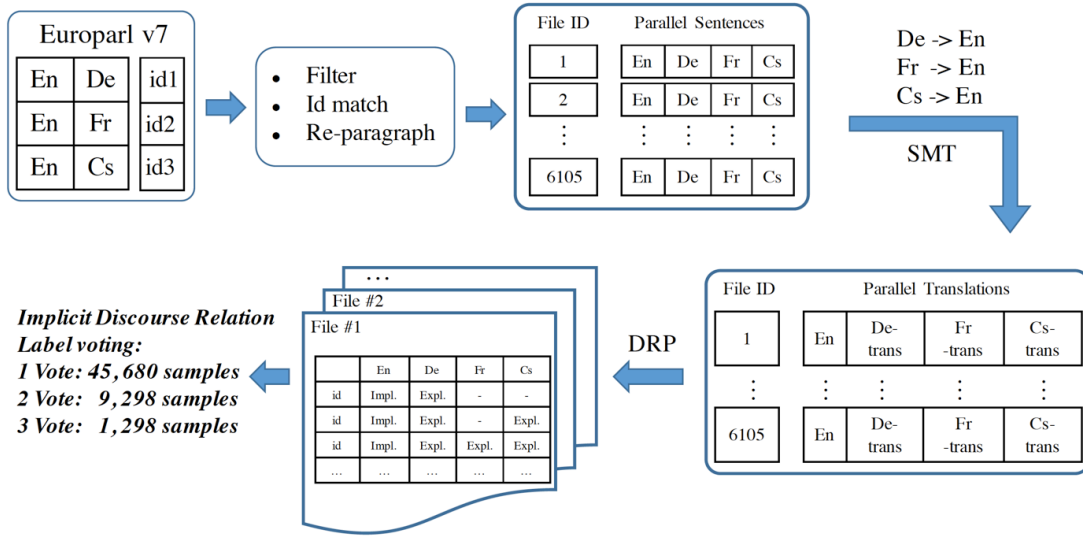 Europarl v7
En De id1
En Fr id2
En Cs id3
• Filter
• Id match
• Re-paragraph
File ID Parallel Sentences
1 En De Fr Cs
2 En De Fr Cs
⋮ ⋮ ⋮ ⋮ ⋮
6105 En De Fr Cs
De -> En
Fr -> En
Cs -> En
SMT
File ID Parallel Translations
1 En De-trans Fr-trans Cs-trans
⋮ ⋮ ⋮ ⋮ ⋮
6105 En De-trans Fr-trans Cs-trans
DRP
…
File #2
File #1
En De Fr Cs
id Impl. Expl. - -
id Impl. Expl. - Expl.
id Impl. Expl. Expl. Expl.
… … … … …
Implicit Discourse Relation
Label voting:
1 Vote: 45,680 samples
2 Vote: 9,298 samples
3 Vote: 1,298 samples